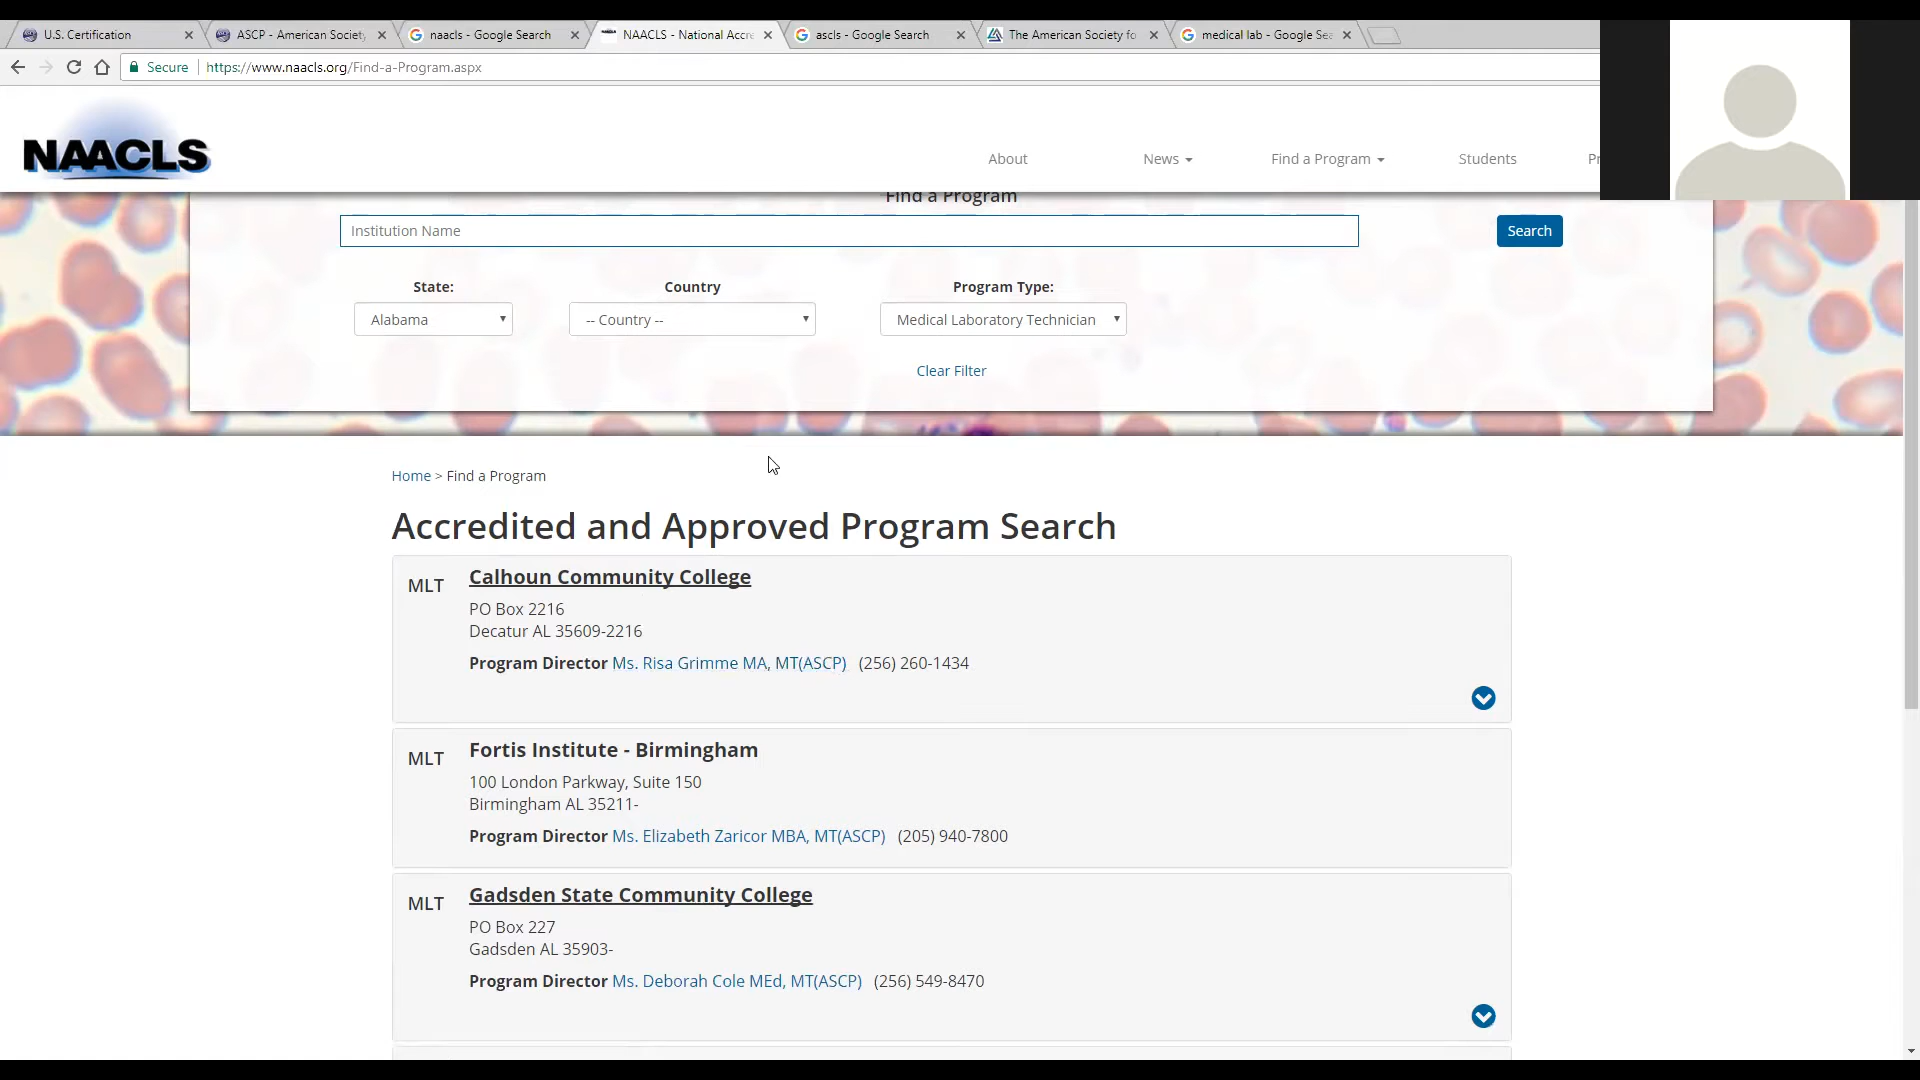 U.S. Certification
ASCP - American Society
naacls - Google Search
NAACLS - National Accre
ascls - Google Search
The American Society fo
medical lab - Google Sea
Secure
https://www.naacls.org/Find-a-Program.aspx
NAACLS
About
News
Find a Program
Students
Find a Program
Institution Name
Search
State:
Country
Program Type:
Alabama
-- Country --
Medical Laboratory Technician
Clear Filter
Home > Find a Program
Accredited and Approved Program Search
MLT
Calhoun Community College
PO Box 2216
Decatur AL 35609-2216
Program Director Ms. Risa Grimme MA, MT(ASCP) (256) 260-1434
MLT
Fortis Institute - Birmingham
100 London Parkway, Suite 150
Birmingham AL 35211-
Program Director Ms. Elizabeth Zaricor MBA, MT(ASCP) (205) 940-7800
MLT
Gadsden State Community College
PO Box 227
Gadsden AL 35903-
Program Director Ms. Deborah Cole MEd, MT(ASCP) (256) 549-8470